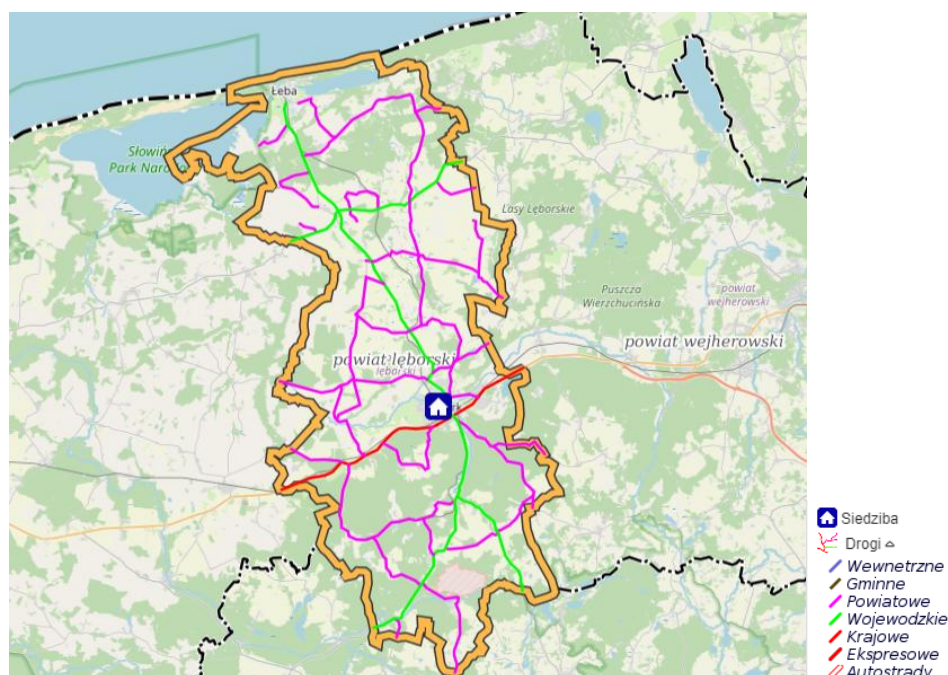 Łeba
Słowiń
Park Naro
Lasy Lęborskie
Puszcza
Wierzchucińska
powiat
wejherowski
powiat wejherowski
powiat lęborski
lęborski
Siedziba
Drogi
Wewnetrzne
Gminne
Powiatowe
Wojewodzkie
Krajowe
Ekspresowe
Autostrady